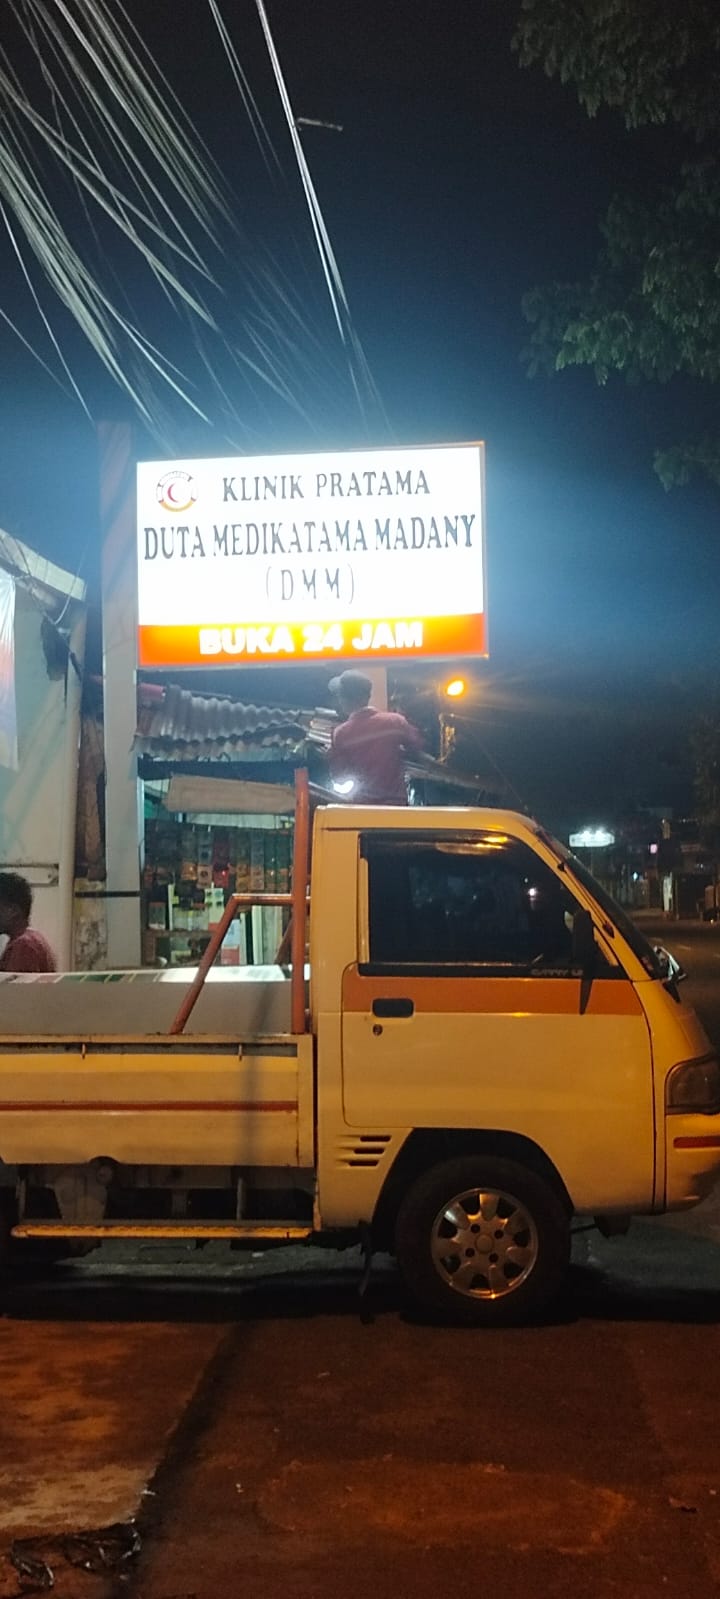 KLINIK PRATAMA
DUTA MEDIKATAMA MADANY
(DMM)
BUKA 24 JAM